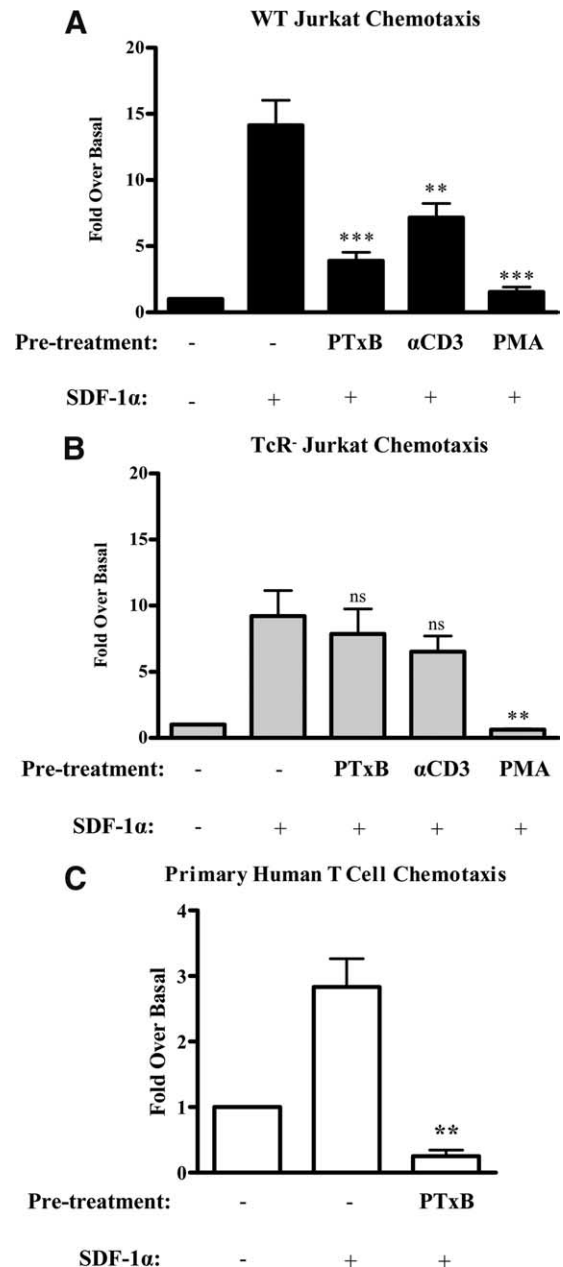 A
WT Jurkat Chemotaxis
20
15
10
5
0
Fold Over Basal
***
**
***
Pre-treatment: - - PTxB αCD3 PMA
SDF-1α: - + + + +
B
TcR- Jurkat Chemotaxis
20
15
10
5
0
Fold Over Basal
ns
ns
**
Pre-treatment: - - PTxB αCD3 PMA
SDF-1α: - + + + +
C
Primary Human T Cell Chemotaxis
4
3
2
1
0
Fold Over Basal
**
Pre-treatment: - - PTxB
SDF-1α: - + +